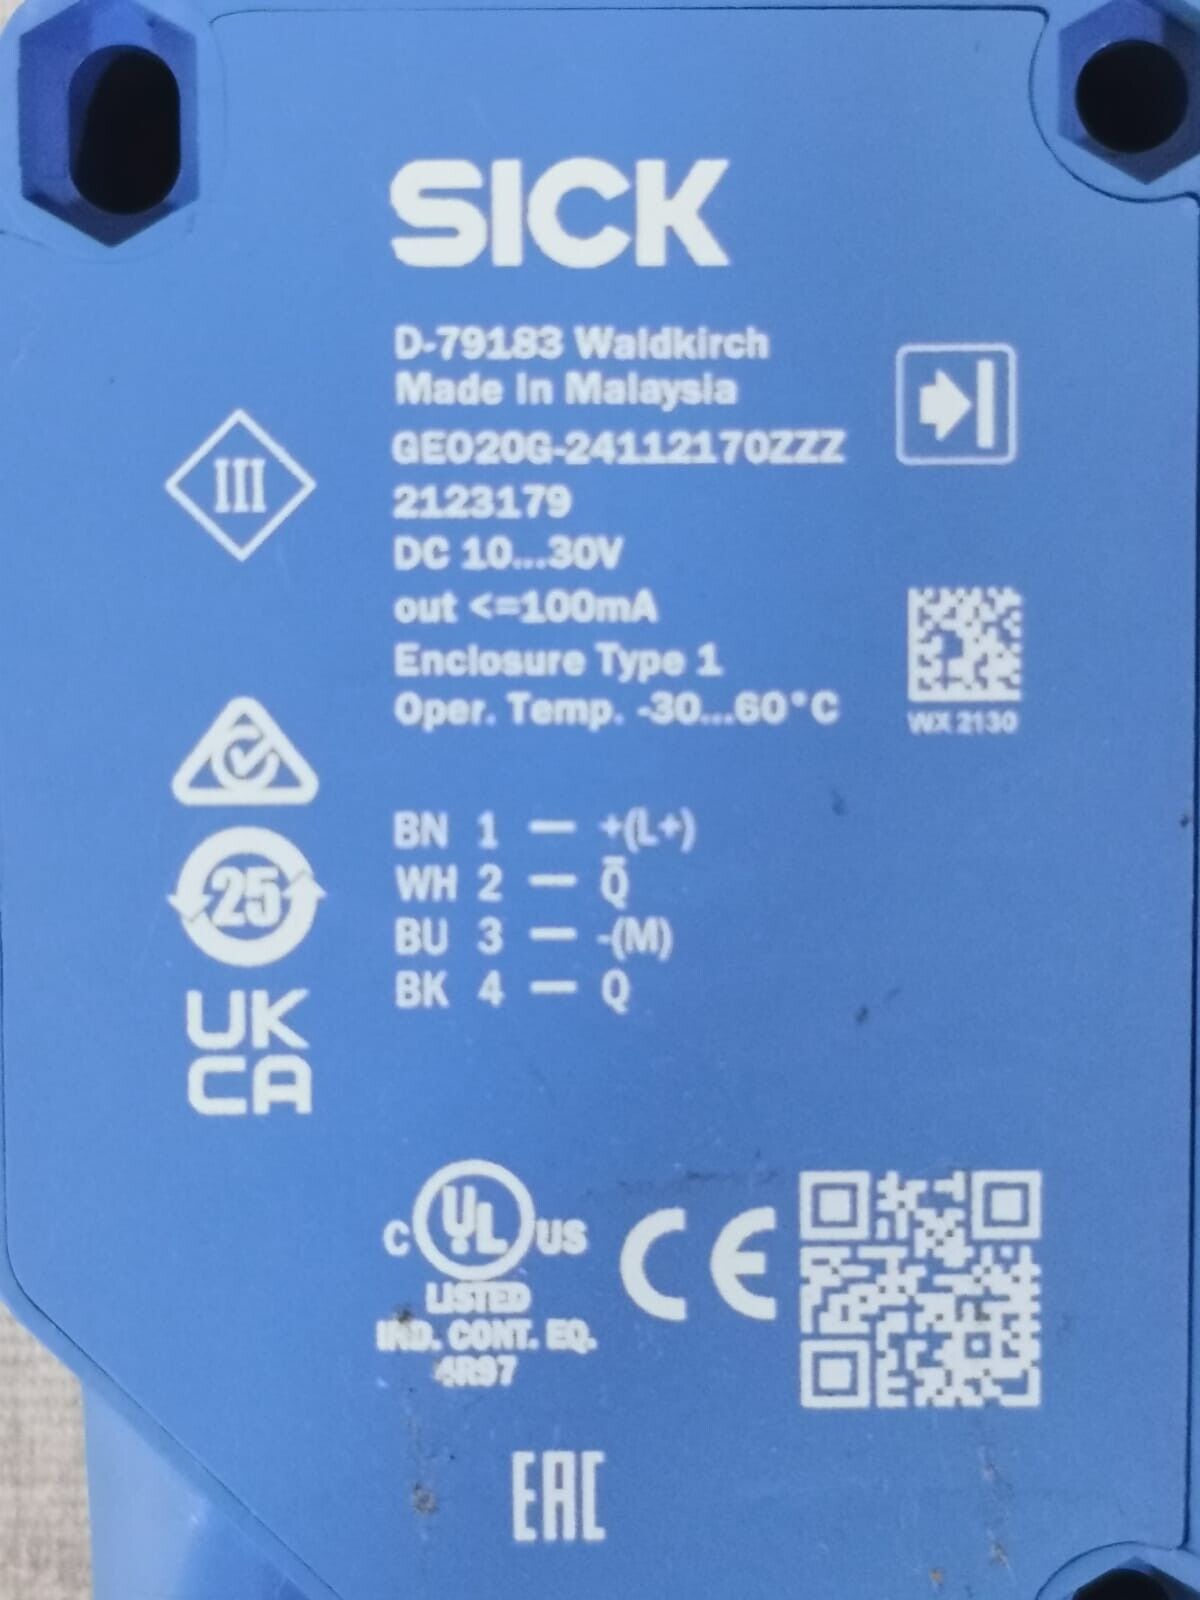 SICK
D-79183 Waldkirch
Made in Malaysia
GEO20G-24112170ZZZ
2123179
DC 10...30V
out <=100mA
Enclosure Type 1
Oper. Temp. -30...60°C
III
WX 2130
BN 1 — +(L+)
WH 2 — Q̅
BU 3 — -(M)
BK 4 — Q
25
UK
CA
C UL US
LISTED
IND. CONT. EQ.
4R97
CE
EAC